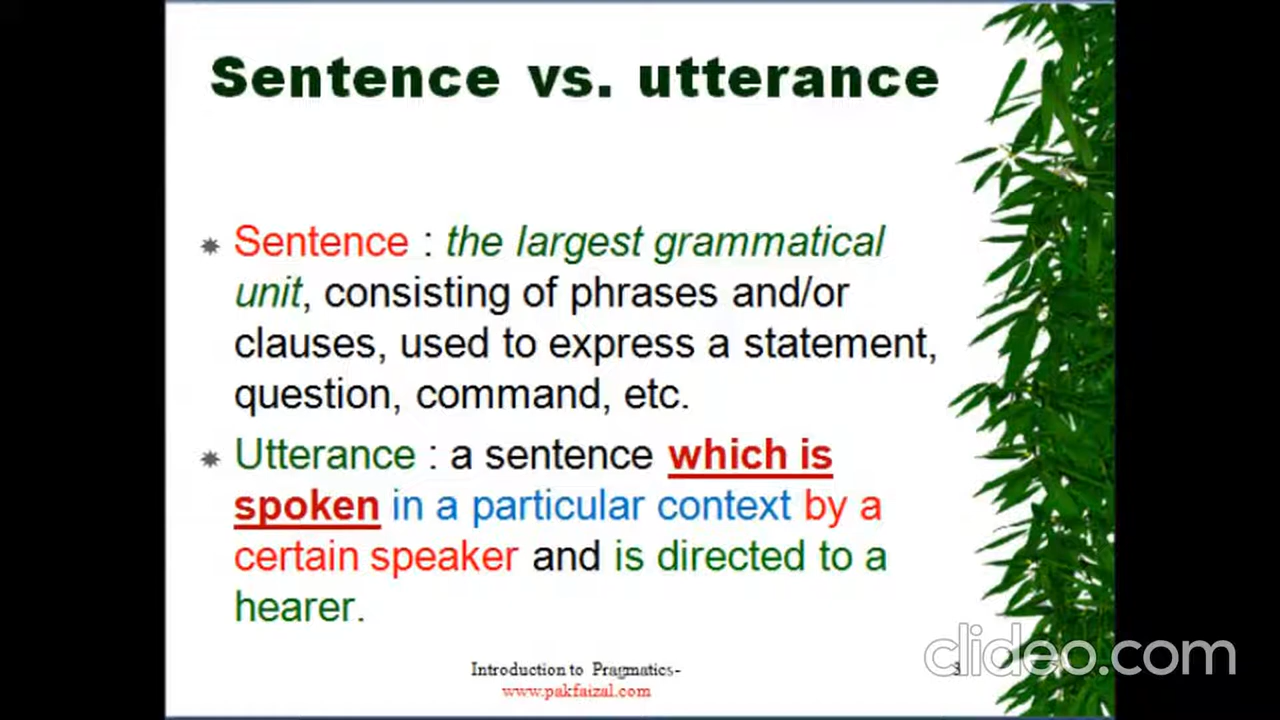 Sentence vs. utterance
Sentence : the largest grammatical
unit, consisting of phrases and/or
clauses, used to express a statement,
question, command, etc.
Utterance : a sentence which is
spoken in a particular context by a
certain speaker and is directed to a
hearer.
Introduction to Pragmatics-
www.pakfaizal.com
3
clideo.com